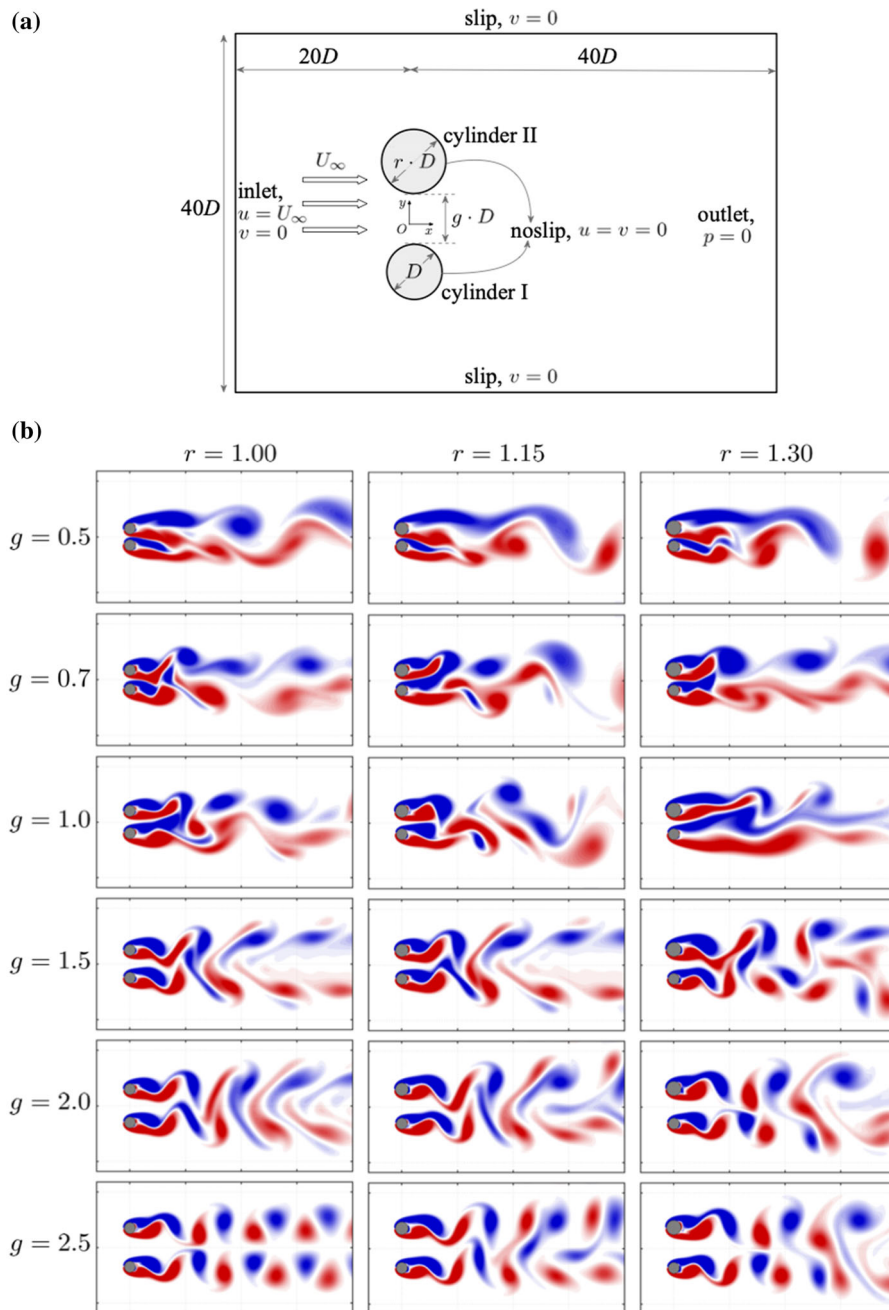 (a)
slip, v = 0
20D
40D
cylinder II
r · D
U∞
40D
inlet,
u = U∞
v = 0
y
O
x
g · D
noslip, u = v = 0
outlet,
p = 0
D
cylinder I
slip, v = 0
(b)
r = 1.00
r = 1.15
r = 1.30
g = 0.5
g = 0.7
g = 1.0
g = 1.5
g = 2.0
g = 2.5